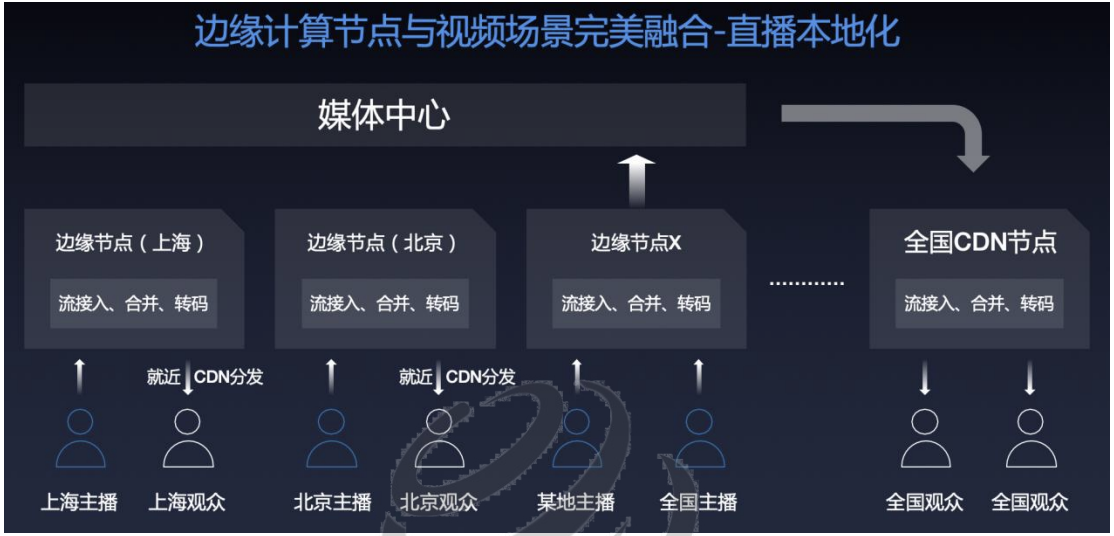 边缘计算节点与视频场景完美融合-直播本地化
媒体中心
边缘节点（上海）
流接入、合并、转码
边缘节点（北京）
流接入、合并、转码
边缘节点X
流接入、合并、转码
............
全国CDN节点
流接入、合并、转码
就近 CDN分发
就近 CDN分发
上海主播
上海观众
北京主播
北京观众
某地主播
全国主播
全国观众
全国观众